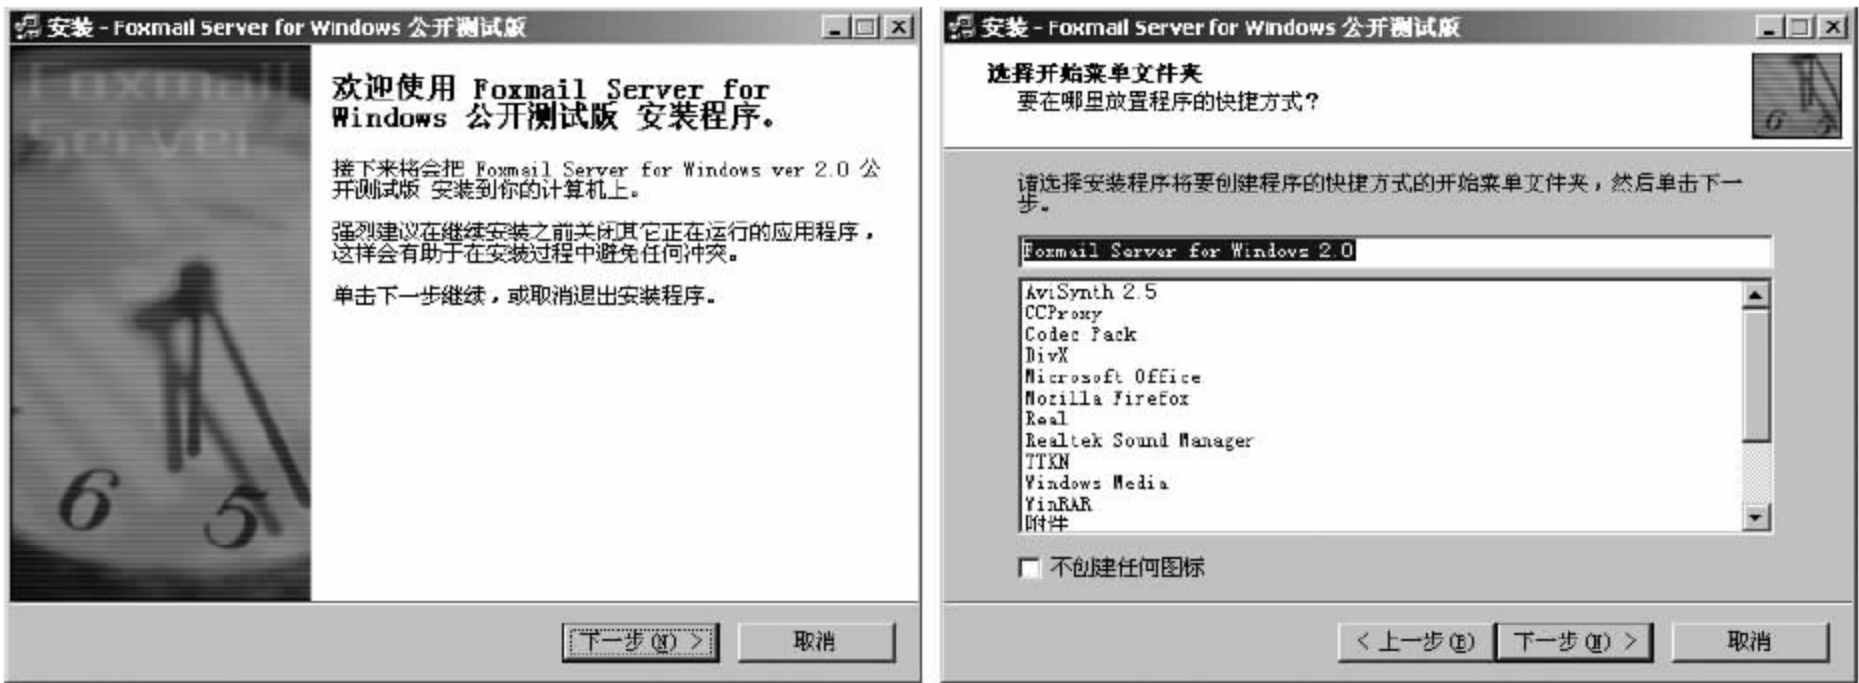 安装 - Foxmail Server for Windows 公开测试版
Foxmail
Server
欢迎使用 Foxmail Server for
Windows 公开测试版 安装程序。
接下来将会把 Foxmail Server for Windows ver 2.0 公
开测试版 安装到你的计算机上。
强烈建议在继续安装之前关闭其它正在运行的应用程序，
这样会有助于在安装过程中避免任何冲突。
单击下一步继续，或取消退出安装程序。
6 5
下一步(N) >
取消
安装 - Foxmail Server for Windows 公开测试版
选择开始菜单文件夹
要在哪里放置程序的快捷方式?
6 5
请选择安装程序将要创建程序的快捷方式的开始菜单文件夹，然后单击下一
步。
Foxmail Server for Windows 2.0
AviSynth 2.5
CCProxy
Codec Pack
DivX
Microsoft Office
Mozilla Firefox
Real
Realtek Sound Manager
TTKN
Windows Media
WinRAR
附件
不创建任何图标
< 上一步(B)
下一步(N) >
取消